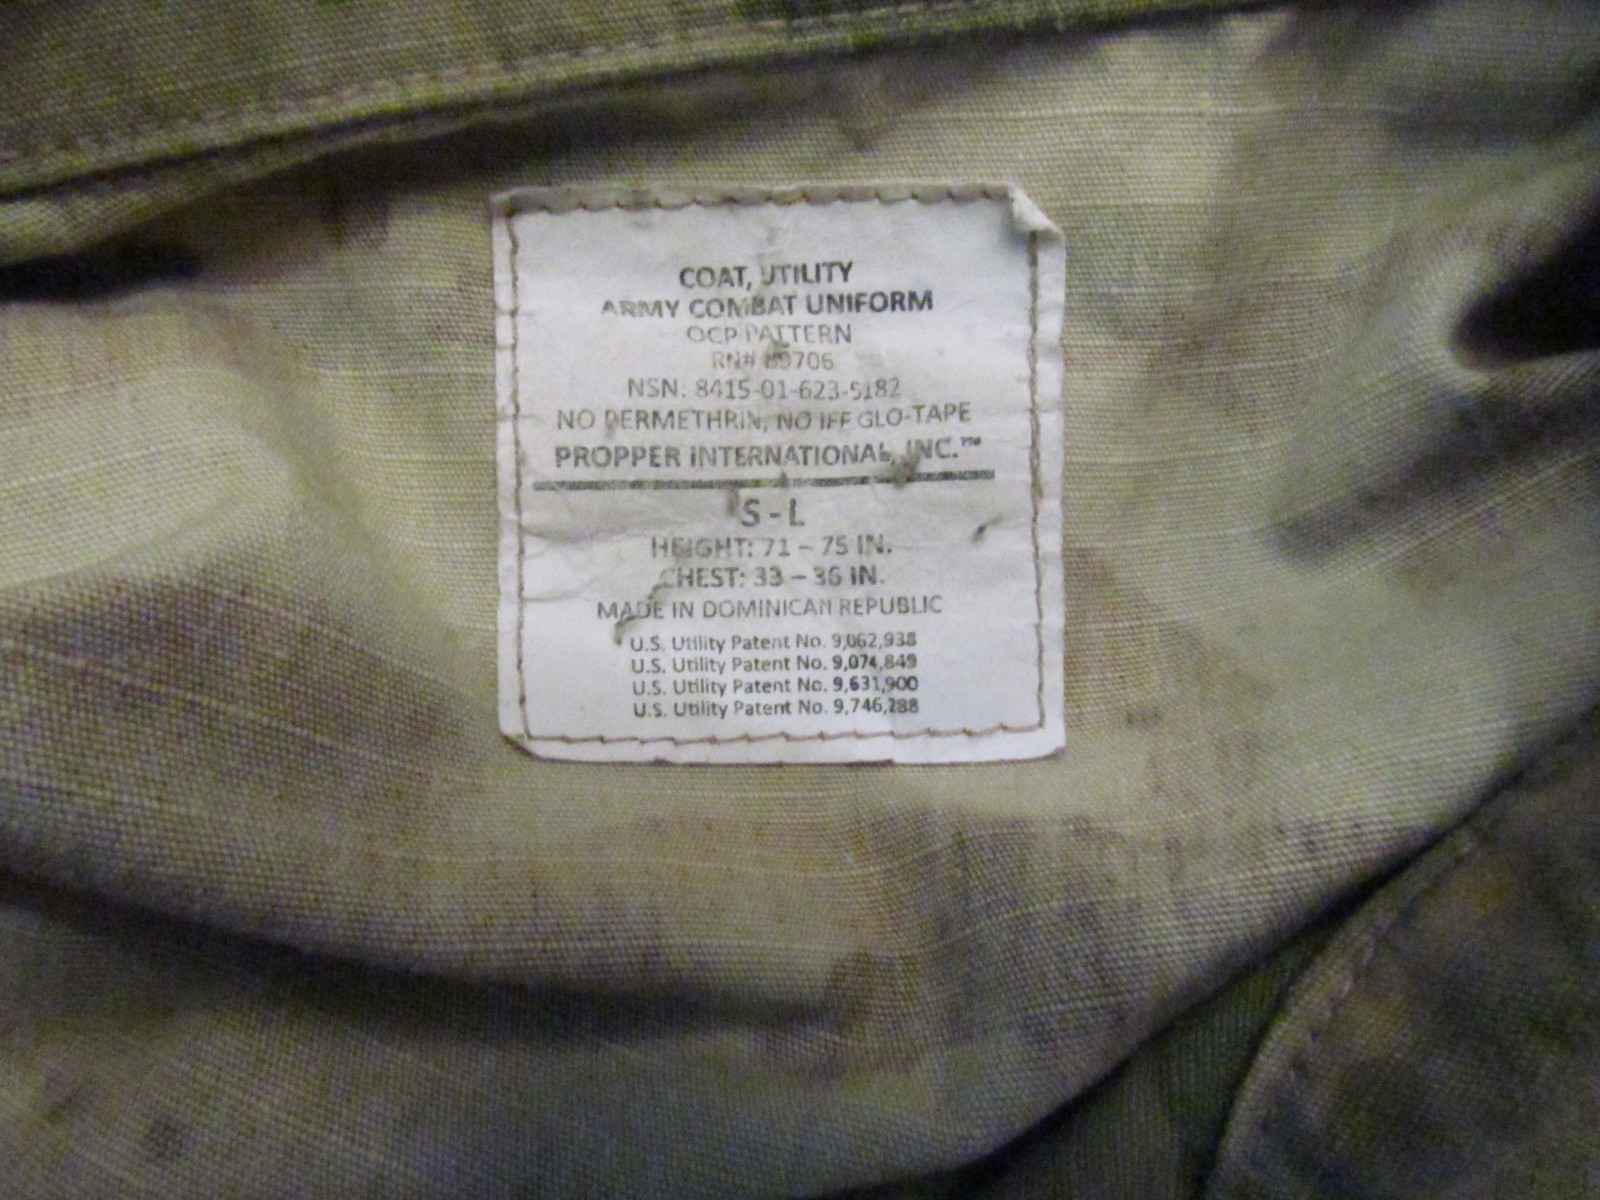 COAT, UTILITY
ARMY COMBAT UNIFORM
OCP PATTERN
RN# 89706
NSN: 8415-01-623-5182
NO PERMETHRIN, NO IFF GLO-TAPE
PROPPER INTERNATIONAL, INC.™
S - L
HEIGHT: 71 – 75 IN.
CHEST: 33 – 36 IN.
MADE IN DOMINICAN REPUBLIC
U.S. Utility Patent No. 9,062,938
U.S. Utility Patent No. 9,074,849
U.S. Utility Patent No. 9,631,900
U.S. Utility Patent No. 9,746,288